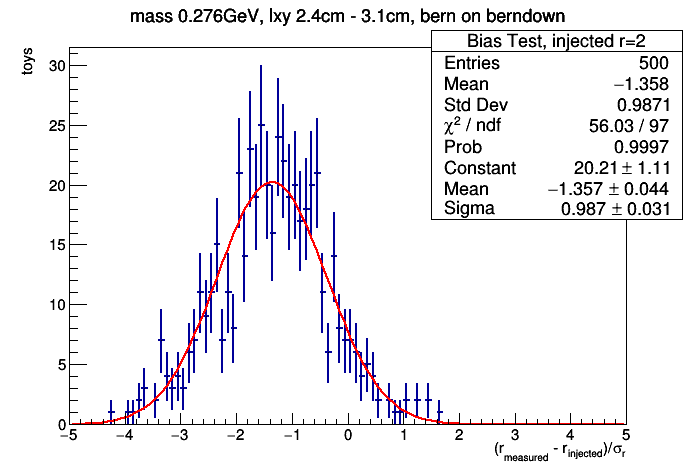 mass 0.276GeV, lxy 2.4cm - 3.1cm, bern on berndown
Bias Test, injected r=2
Entries 500
Mean −1.358
Std Dev 0.9871
χ² / ndf 56.03 / 97
Prob 0.9997
Constant 20.21 ± 1.11
Mean −1.357 ± 0.044
Sigma 0.987 ± 0.031
toys
30
25
20
15
10
5
0
−5 −4 −3 −2 −1 0 1 2 3 4 5
(r_measured - r_injected)/σ_r